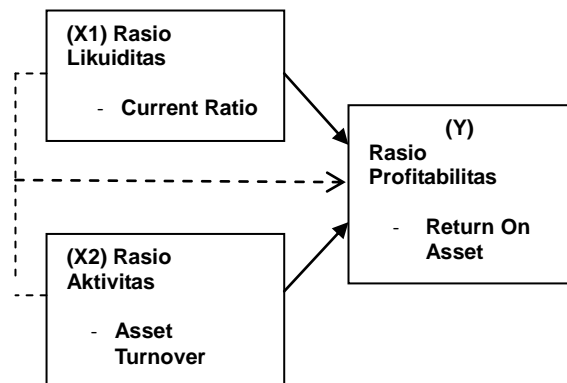 (X1) Rasio
Likuiditas
- Current Ratio
(Y)
Rasio
Profitabilitas
- Return On
Asset
(X2) Rasio
Aktivitas
- Asset
Turnover